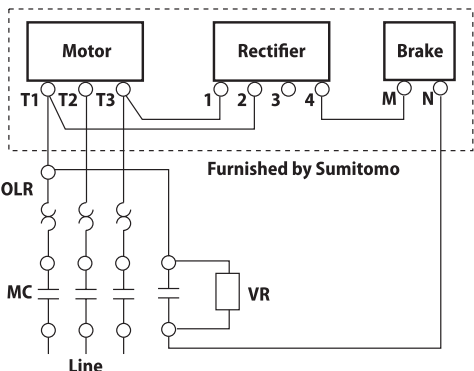 Motor Rectifier Brake
T1 T2 T3 1 2 3 4 M N
Furnished by Sumitomo
OLR
MC VR
Line